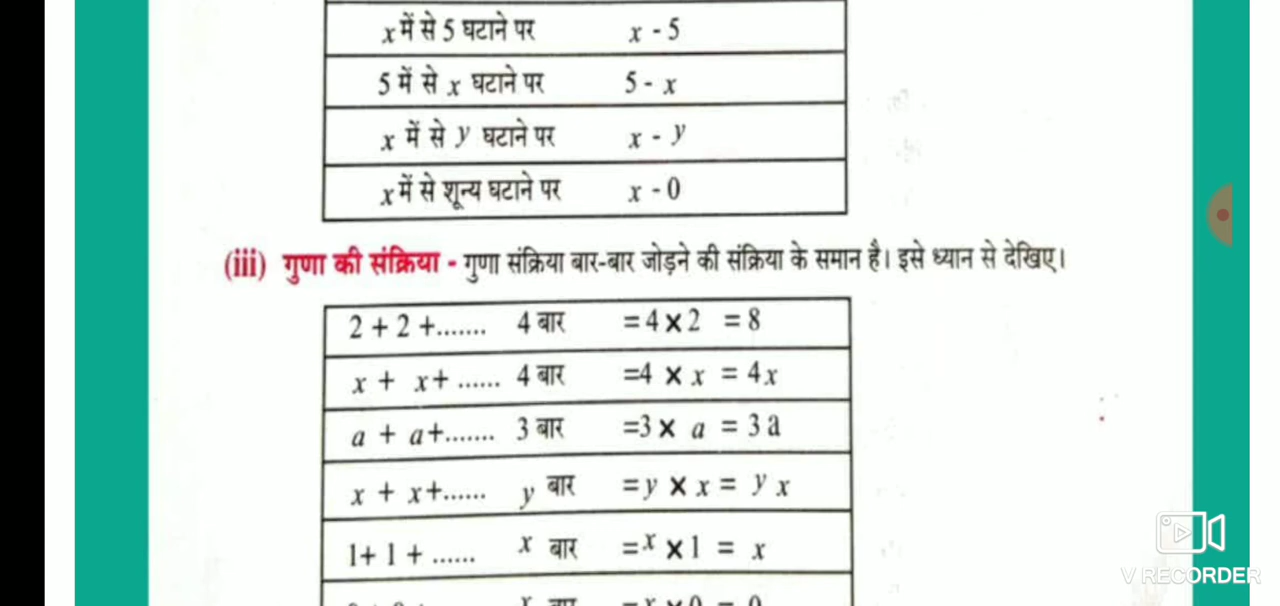 x में से 5 घटाने पर x - 5
5 में से x घटाने पर 5 - x
x में से y घटाने पर x - y
x में से शून्य घटाने पर x - 0
(iii) गुणा की संक्रिया - गुणा संक्रिया बार-बार जोड़ने की संक्रिया के समान है। इसे ध्यान से देखिए।
2 + 2 +....... 4 बार = 4 × 2 = 8
x + x+ ...... 4 बार =4 × x = 4x
a + a+....... 3 बार =3 × a = 3a
x + x+...... y बार = y × x = y x
1+ 1 + ...... x बार = x × 1 = x
V RECORDER